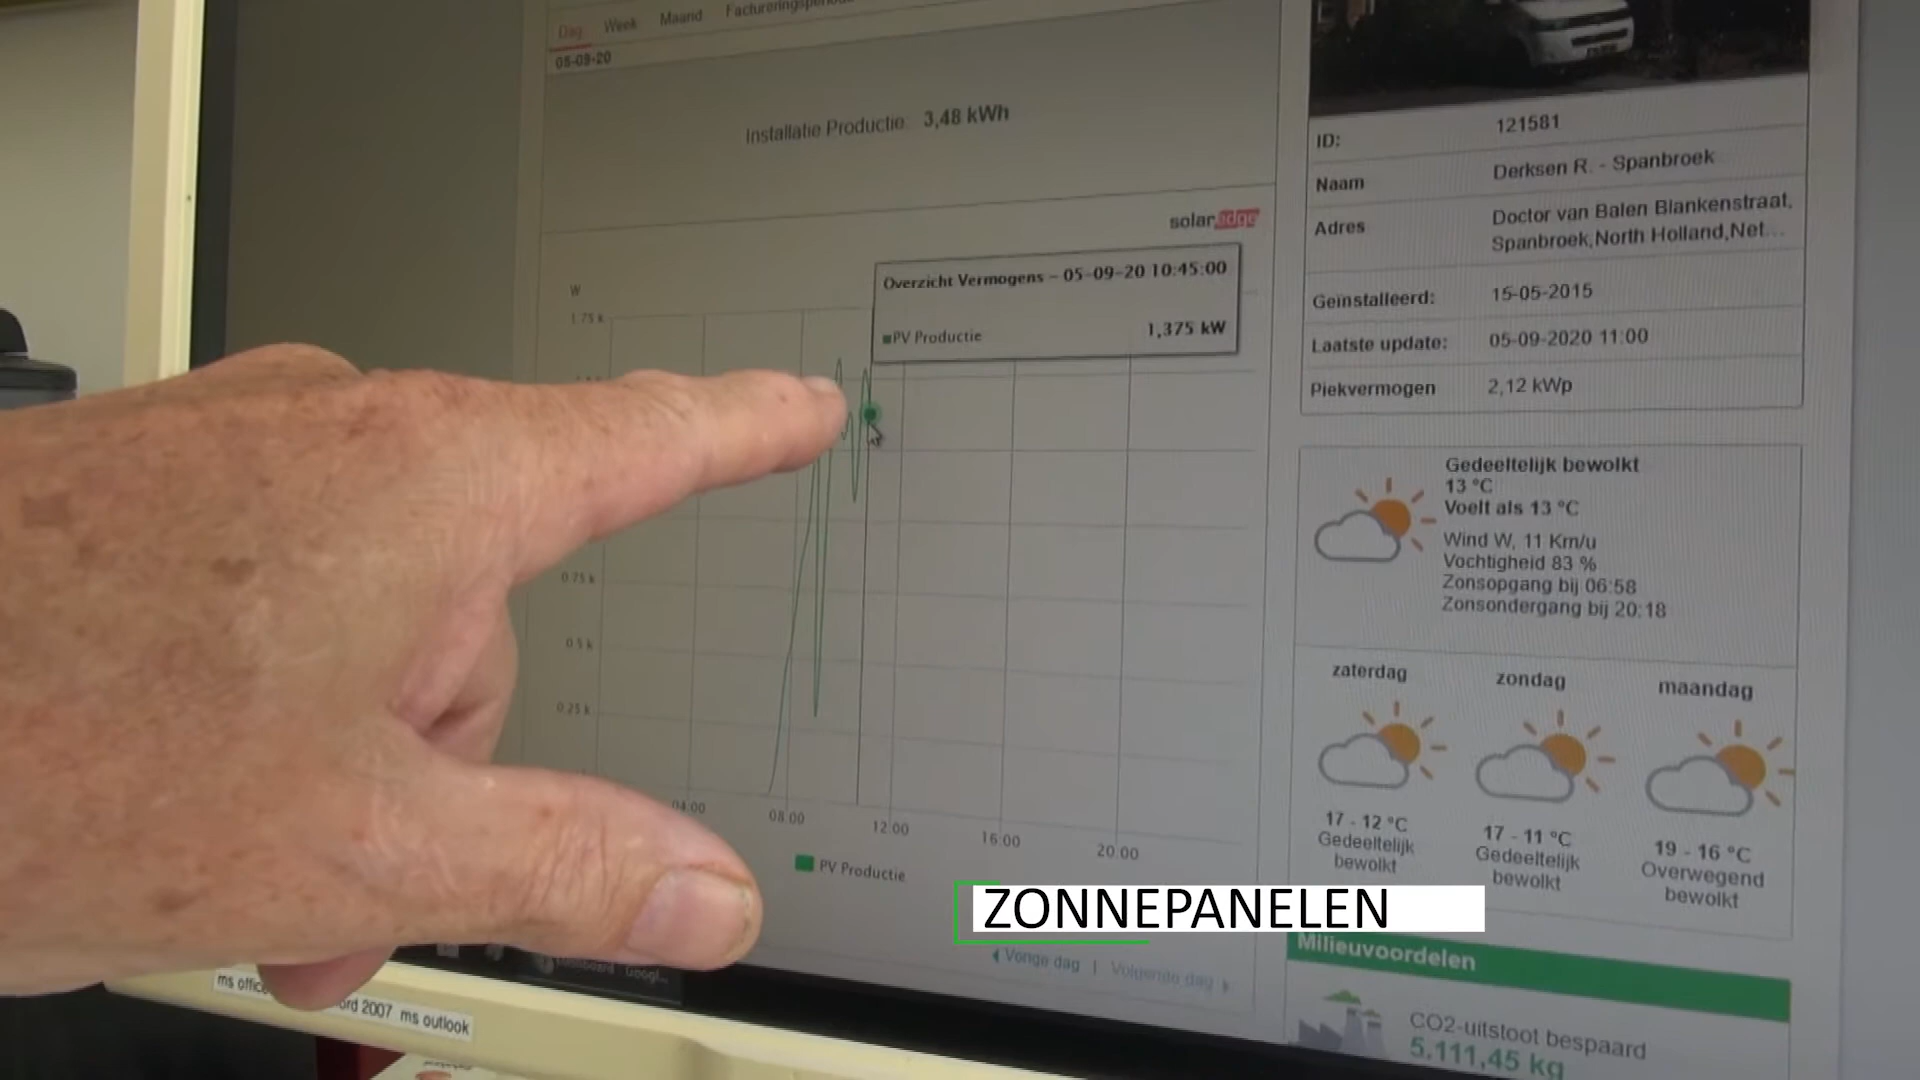 Dag Week Maand
05-09-20
Installatie Productie: 3,48 kWh
solaredge
W
1.75 k
Overzicht Vermogens - 05-09-20 10:45:00
PV Productie 1,375 kW
0.75 k
0.5 k
0.25 k
04:00 08:00 12:00 16:00 20:00
PV Productie
Vorige dag | Volgende dag
ID: 121581
Naam Derksen R. - Spanbroek
Adres Doctor van Balen Blankenstraat,
Spanbroek,North Holland,Net...
Geïnstalleerd: 15-05-2015
Laatste update: 05-09-2020 11:00
Piekvermogen 2,12 kWp
Gedeeltelijk bewolkt
13 °C
Voelt als 13 °C
Wind W, 11 Km/u
Vochtigheid 83 %
Zonsopgang bij 06:58
Zonsondergang bij 20:18
zaterdag zondag maandag
17 - 12 °C 17 - 11 °C 19 - 16 °C
Gedeeltelijk Gedeeltelijk Overwegend
bewolkt bewolkt bewolkt
ZONNEPANELEN
Milieuvoordelen
CO2-uitstoot bespaard
5.111,45 kg
Dashboard - Googl...
ms office ord 2007 ms outlook